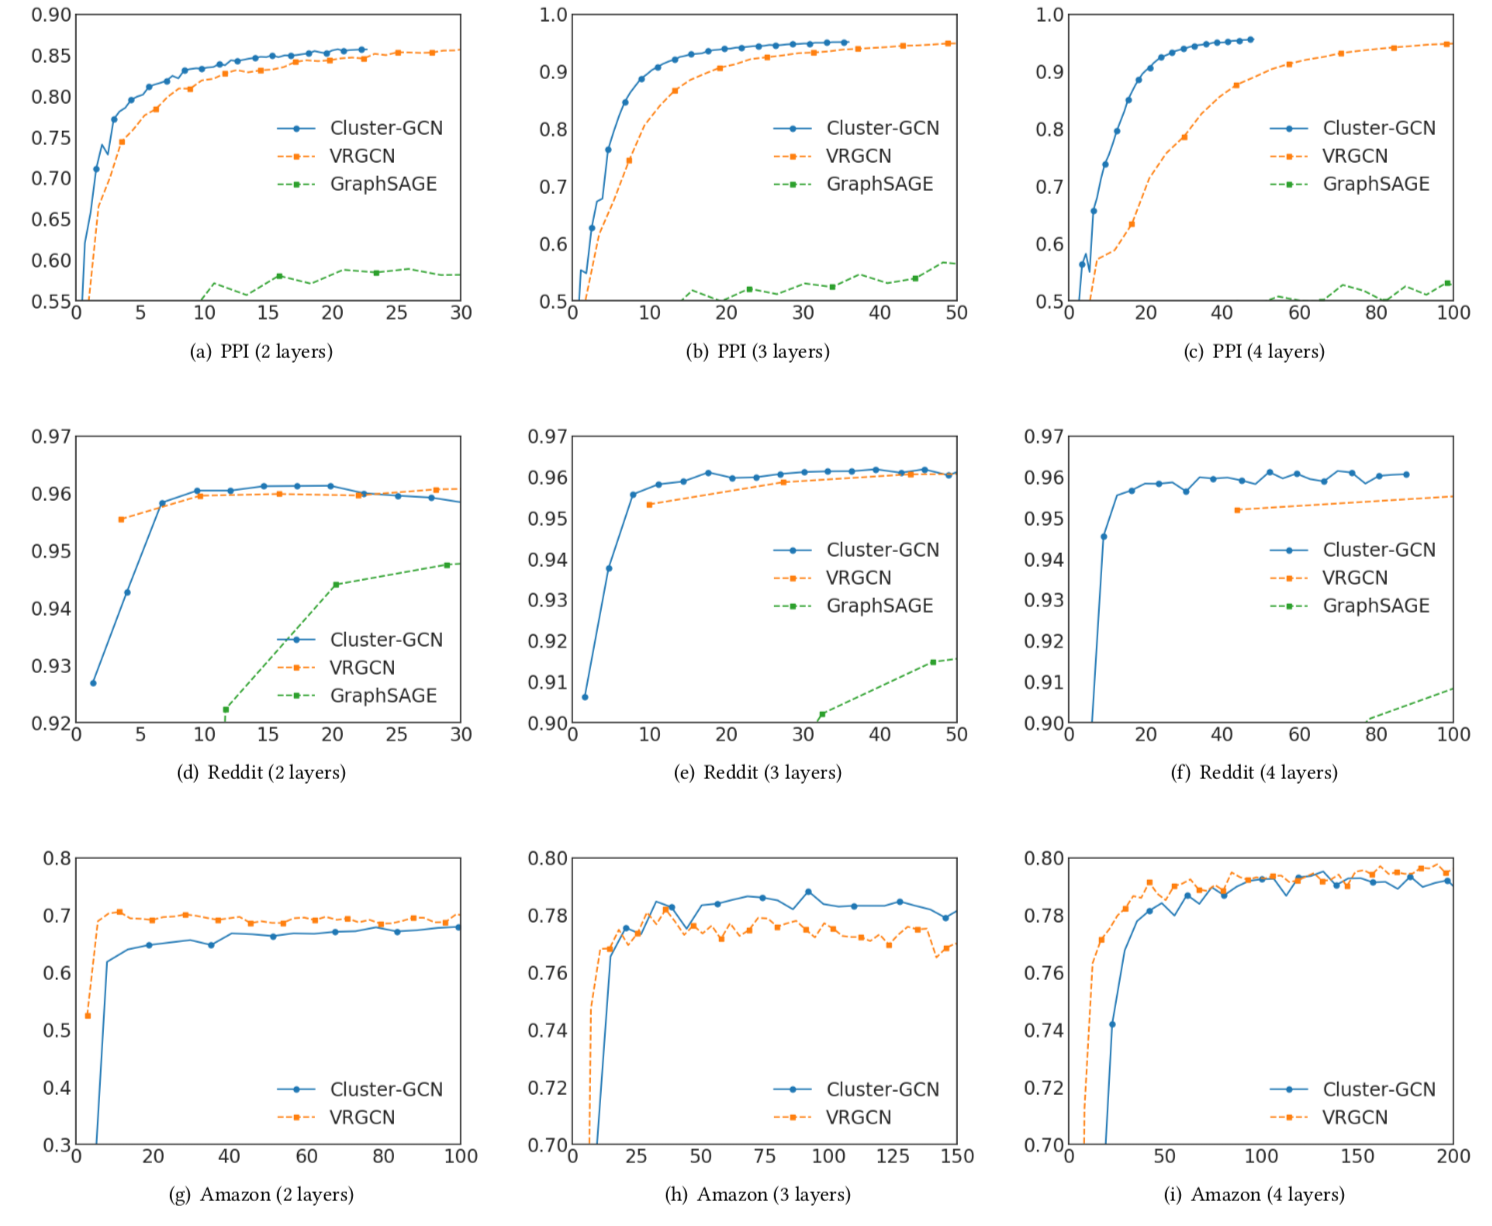 0.90
0.85
0.80
0.75
0.70
0.65
0.60
0.55
0 5 10 15 20 25 30
Cluster-GCN
VRGCN
GraphSAGE
(a) PPI (2 layers)
1.0
0.9
0.8
0.7
0.6
0.5
0 10 20 30 40 50
Cluster-GCN
VRGCN
GraphSAGE
(b) PPI (3 layers)
1.0
0.9
0.8
0.7
0.6
0.5
0 20 40 60 80 100
Cluster-GCN
VRGCN
GraphSAGE
(c) PPI (4 layers)
0.97
0.96
0.95
0.94
0.93
0.92
0 5 10 15 20 25 30
Cluster-GCN
VRGCN
GraphSAGE
(d) Reddit (2 layers)
0.97
0.96
0.95
0.94
0.93
0.92
0.91
0.90
0 10 20 30 40 50
Cluster-GCN
VRGCN
GraphSAGE
(e) Reddit (3 layers)
0.97
0.96
0.95
0.94
0.93
0.92
0.91
0.90
0 20 40 60 80 100
Cluster-GCN
VRGCN
GraphSAGE
(f) Reddit (4 layers)
0.8
0.7
0.6
0.5
0.4
0.3
0 20 40 60 80 100
Cluster-GCN
VRGCN
(g) Amazon (2 layers)
0.80
0.78
0.76
0.74
0.72
0.70
0 25 50 75 100 125 150
Cluster-GCN
VRGCN
(h) Amazon (3 layers)
0.80
0.78
0.76
0.74
0.72
0.70
0 50 100 150 200
Cluster-GCN
VRGCN
(i) Amazon (4 layers)